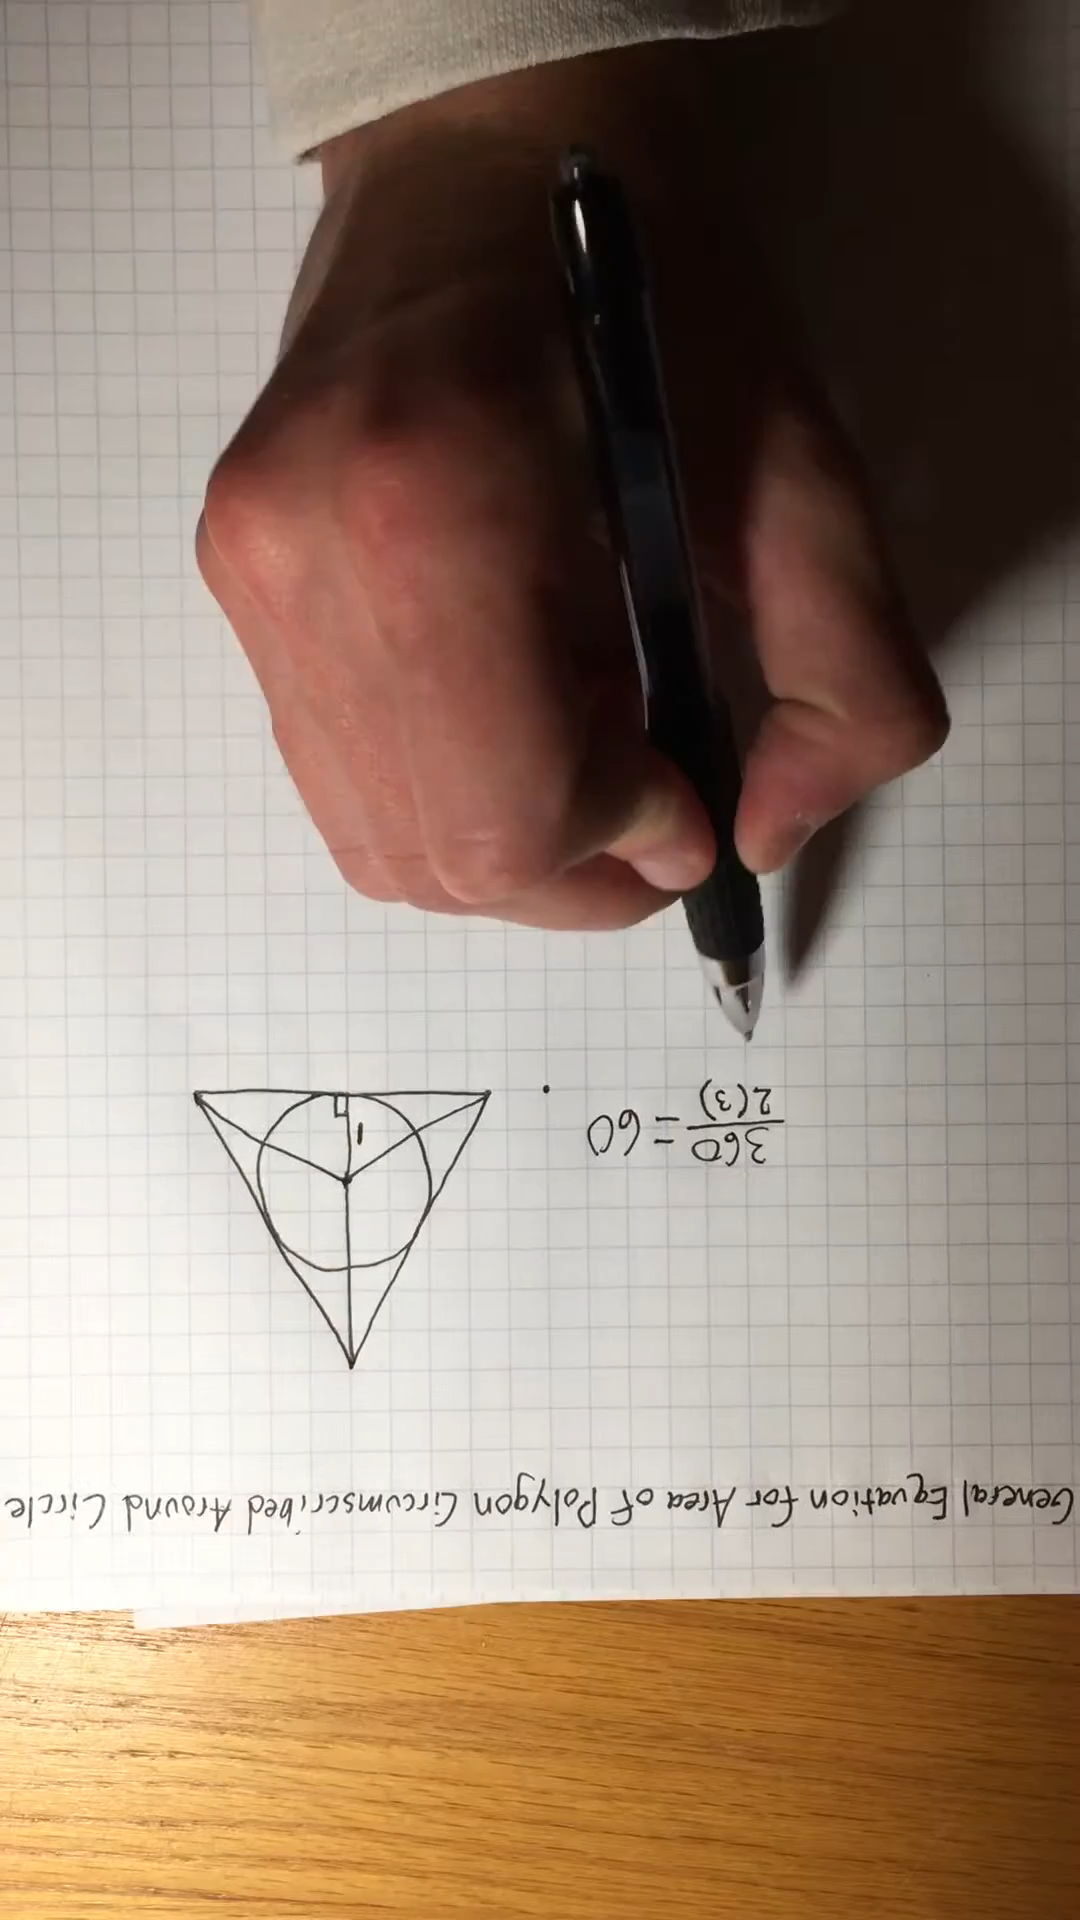 General Equation for Area of Polygon Circumscribed Around Circle
360
2(3)
= 60
1